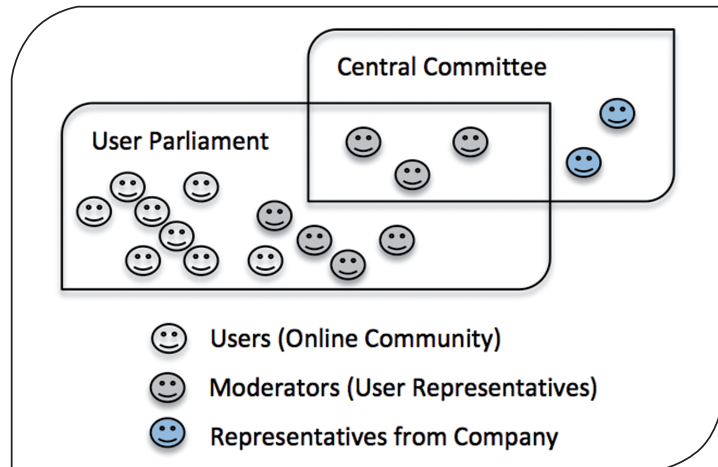 Central Committee
User Parliament
Users (Online Community)
Moderators (User Representatives)
Representatives from Company